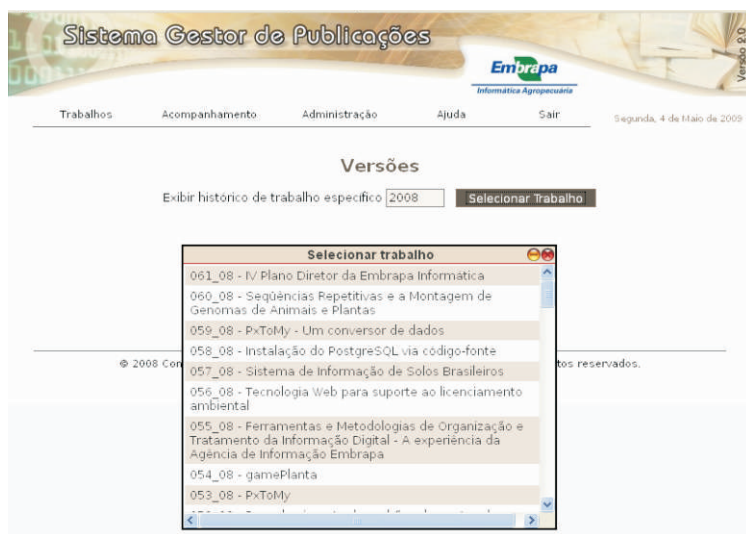 Sistema Gestor de Publicações
Versão 2.0
Embrapa
Informática Agropecuária
Trabalhos Acompanhamento Administração Ajuda Sair
Segunda, 4 de Maio de 2009
Versões
Exibir histórico de trabalho específico 2008 Selecionar Trabalho
Selecionar trabalho
061_08 - IV Plano Diretor da Embrapa Informática
060_08 - Seqüências Repetitivas e a Montagem de
Genomas de Animais e Plantas
059_08 - PxToMy - Um conversor de dados
058_08 - Instalação do PostgreSQL via código-fonte
057_08 - Sistema de Informação de Solos Brasileiros
056_08 - Tecnologia Web para suporte ao licenciamento
ambiental
055_08 - Ferramentas e Metodologias de Organização e
Tratamento da Informação Digital - A experiência da
Agência de Informação Embrapa
054_08 - gamePlanta
053_08 - PxToMy
© 2008 Con tos reservados.